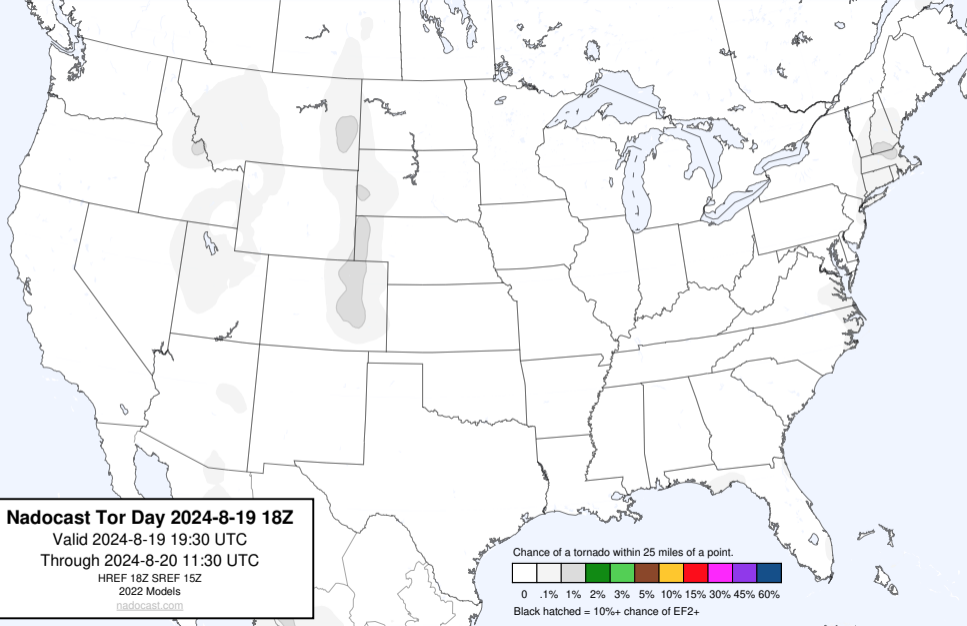 Nadocast Tor Day 2024-8-19 18Z
Valid 2024-8-19 19:30 UTC
Through 2024-8-20 11:30 UTC
HREF 18Z SREF 15Z
2022 Models
nadocast.com
Chance of a tornado within 25 miles of a point.
0 .1% 1% 2% 3% 5% 10% 15% 30% 45% 60%
Black hatched = 10%+ chance of EF2+